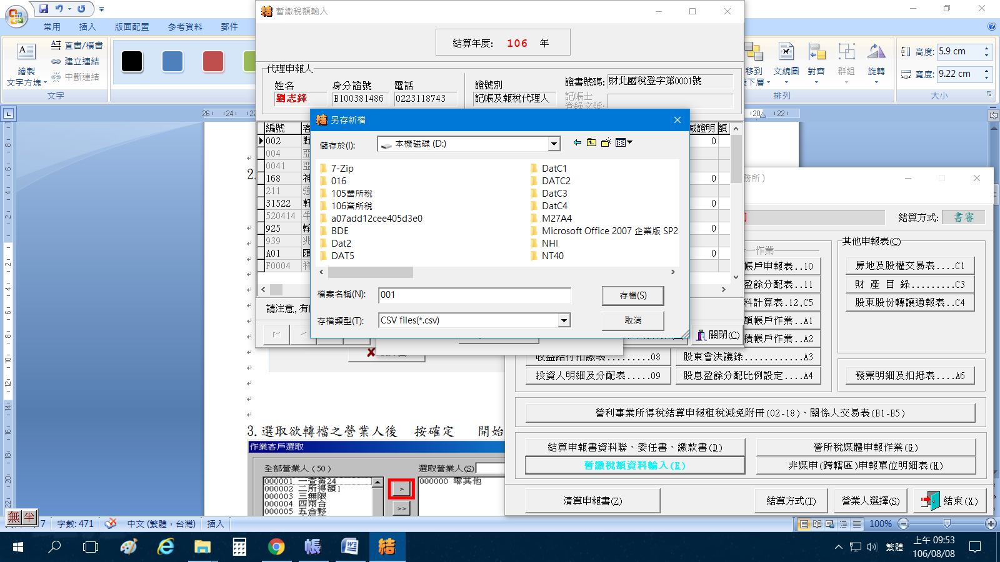 暫繳稅額輸入
常用 插入 版面配置 參考資料 郵件
結算年度: 106 年
繪製
文字方塊
直書/橫書
建立連結
中斷連結
文字
移到
文繞圖 對齊 群組 旋轉
排列
高度: 5.9 cm
寬度: 9.22 cm
大小
代理申報人
姓名 身分證號 電話 證號別
劉志鋒 B100381486 0223118743 記帳及報稅代理人
證書號碼: 財北國稅登字第0001號
記帳士
登錄文號:
編號
002 0
004
0041
168 0
211
31522 0
520414
925 0
939
A01 0
F0004
減證明
請注意,
關閉(C)
另存新檔
儲存於(I): 本機磁碟 (D:)
7-Zip
016
105營所稅
106營所稅
a07add12cee405d3e0
BDE
Dat2
DAT5
DatC1
DATC2
DatC3
DatC4
M27A4
Microsoft Office 2007 企業版 SP2
NHI
NT40
檔案名稱(N): 001 存檔(S)
存檔類型(T): CSV files(*.csv) 取消
務所)
結算方式: 書審
一作業
帳戶申報表..10
盈餘分配表..11
料計算表.12,C5
額帳戶作業..A1
積帳戶作業..A2
其他申報表(C)
房地及股權交易表....C1
財 產 目 錄.........C3
股東股份轉讓通報表..C4
收益給付扣繳表..........08 股東會決議錄............A3
投資人明細及分配表.....09 股息盈餘分配比例設定....A4
發票明細及扣抵表....A6
營利事業所得稅結算申報租稅減免附冊(02-18)、關係人交易表(B1-B5)
結算申報書資料聯、委任書、繳款書(D) 營所稅媒體申報作業(G)
暫繳稅額資料輸入(E) 非媒申(跨轄區)申報單位明細表(H)
清算申報書(Z) 結算方式(T) 營業人選擇(S) 結束(X)
2.
3.選取欲轉檔之營業人後 按確定 開始
作業客戶選取
全部營業人 (50) 選取營業人(S)
000001 一查簽24
000002 二所得額1
000003 三無限
000004 四兩合
000005 五合夥
>
>>
000000 零其他
無 半
7 字數: 471 中文 (繁體，台灣) 插入
100%
帳 結
繁體
上午 09:53
106/08/08